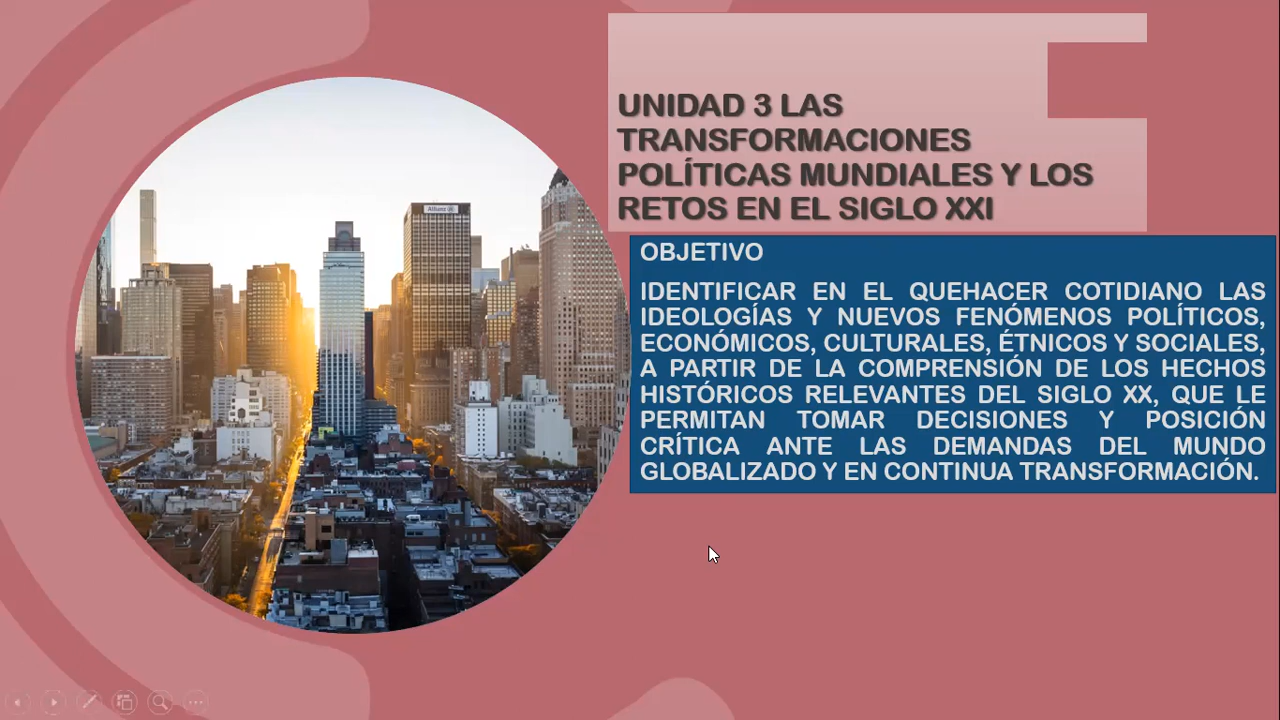 UNIDAD 3 LAS
TRANSFORMACIONES
POLÍTICAS MUNDIALES Y LOS
RETOS EN EL SIGLO XXI
OBJETIVO
IDENTIFICAR EN EL QUEHACER COTIDIANO LAS
IDEOLOGÍAS Y NUEVOS FENÓMENOS POLÍTICOS,
ECONÓMICOS, CULTURALES, ÉTNICOS Y SOCIALES,
A PARTIR DE LA COMPRENSIÓN DE LOS HECHOS
HISTÓRICOS RELEVANTES DEL SIGLO XX, QUE LE
PERMITAN TOMAR DECISIONES Y POSICIÓN
CRÍTICA ANTE LAS DEMANDAS DEL MUNDO
GLOBALIZADO Y EN CONTINUA TRANSFORMACIÓN.
Allianz